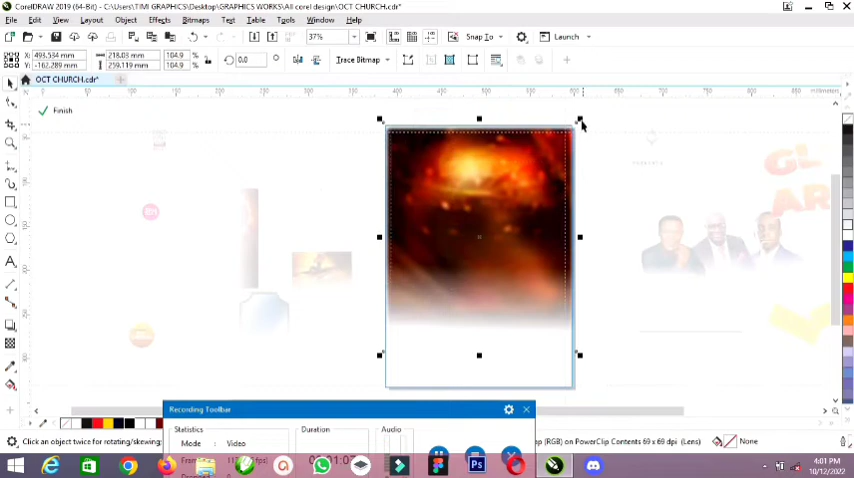 CorelDRAW 2020 (64-Bit) - C:\Users\TIMI GRAPHICS\Desktop\GRAPHICS WORKS\All corel design\OCT CHURCH.cdr*
File Edit View Layout Object Effects Bitmaps Text Table Tools Window Help
37% Snap To Launch
X: 493.534 mm 218.03 mm 104.9 % 0.0 ° Trace Bitmap
Y: -162.289 mm 259.119 mm 104.9 %
OCT CHURCH.cdr*
millimeters
Finish
Recording Toolbar
Statistics Duration Audio
Mode : Video
Click an object twice for rotating/skewing; (RGB) on PowerClip Contents 69 x 69 dpi (Lens) None
Ps
4:01 PM
10/12/2022